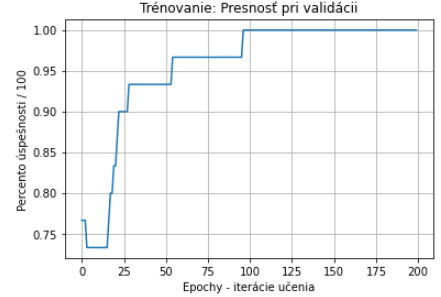 Trénovanie: Presnosť pri validácii
Percento úspešnosti / 100
1.00
0.95
0.90
0.85
0.80
0.75
0 25 50 75 100 125 150 175 200
Epochy - iterácie učenia